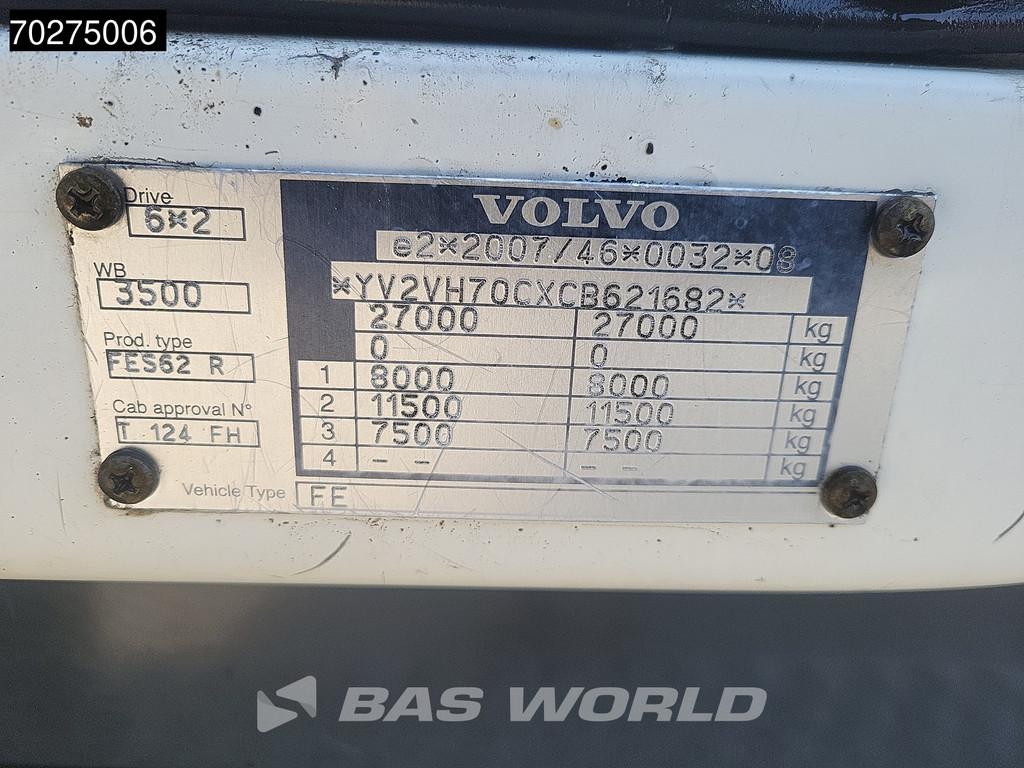 70275006
Drive
6*2
WB
3500
Prod. type
FES62 R
Cab approval N°
T 124 FH
VOLVO
e2*2007/46*0032*08
*YV2VH70CXCB621682*
27000 27000 kg
0 0 kg
1 8000 8000 kg
2 11500 11500 kg
3 7500 7500 kg
4 – – – – kg
Vehicle Type FE
BAS WORLD